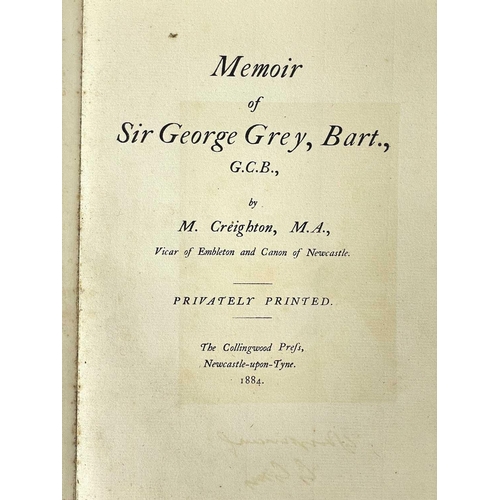 Memoir
of
Sir George Grey, Bart.,
G.C.B.,
by
M. Creighton, M.A.,
Vicar of Embleton and Canon of Newcastle.
PRIVATELY PRINTED.
The Collingwood Preſs,
Newcastle-upon-Tyne.
1884.